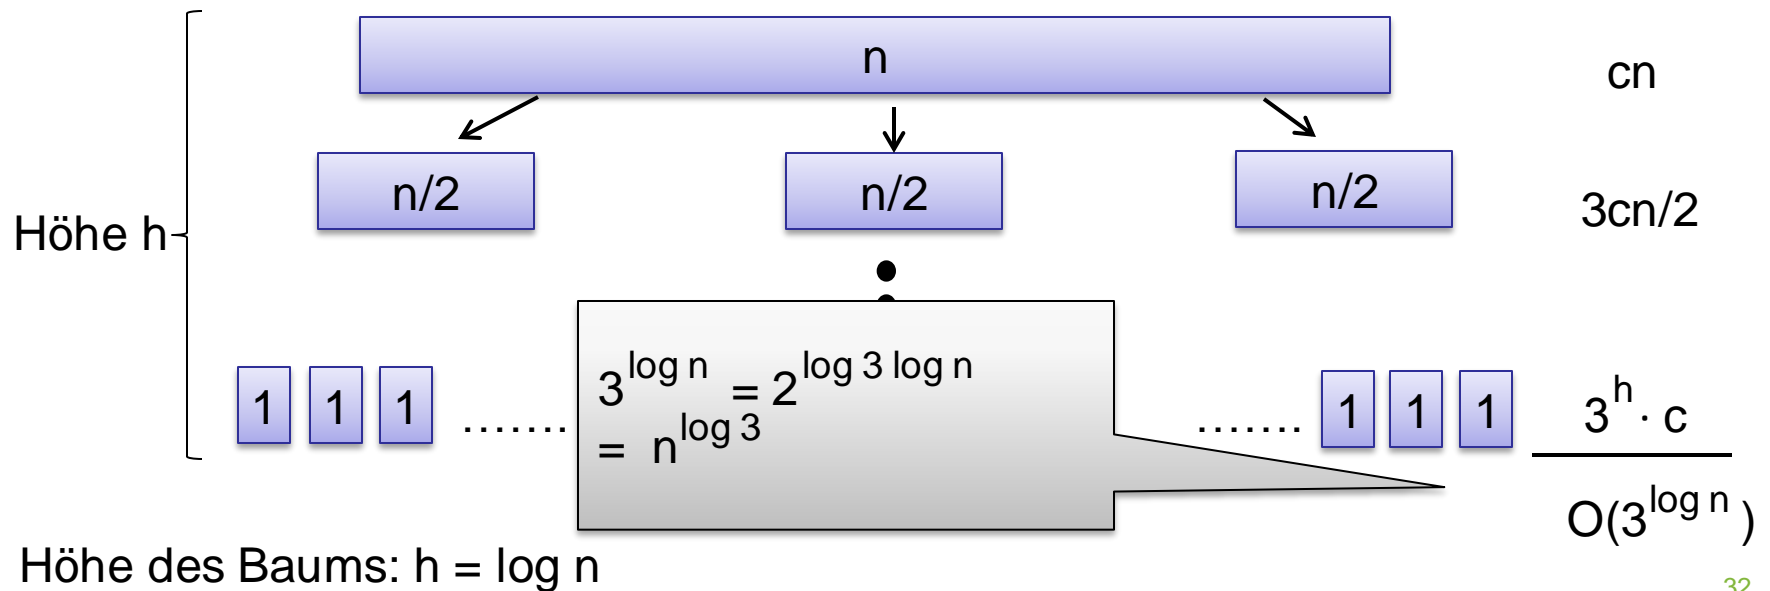 n
cn
n/2 n/2 n/2
3cn/2
Höhe h
1 1 1 ....... ....... 1 1 1
3^h · c
3^log n = 2^log 3 log n
= n^log 3
O(3^log n)
Höhe des Baums: h = log n
32